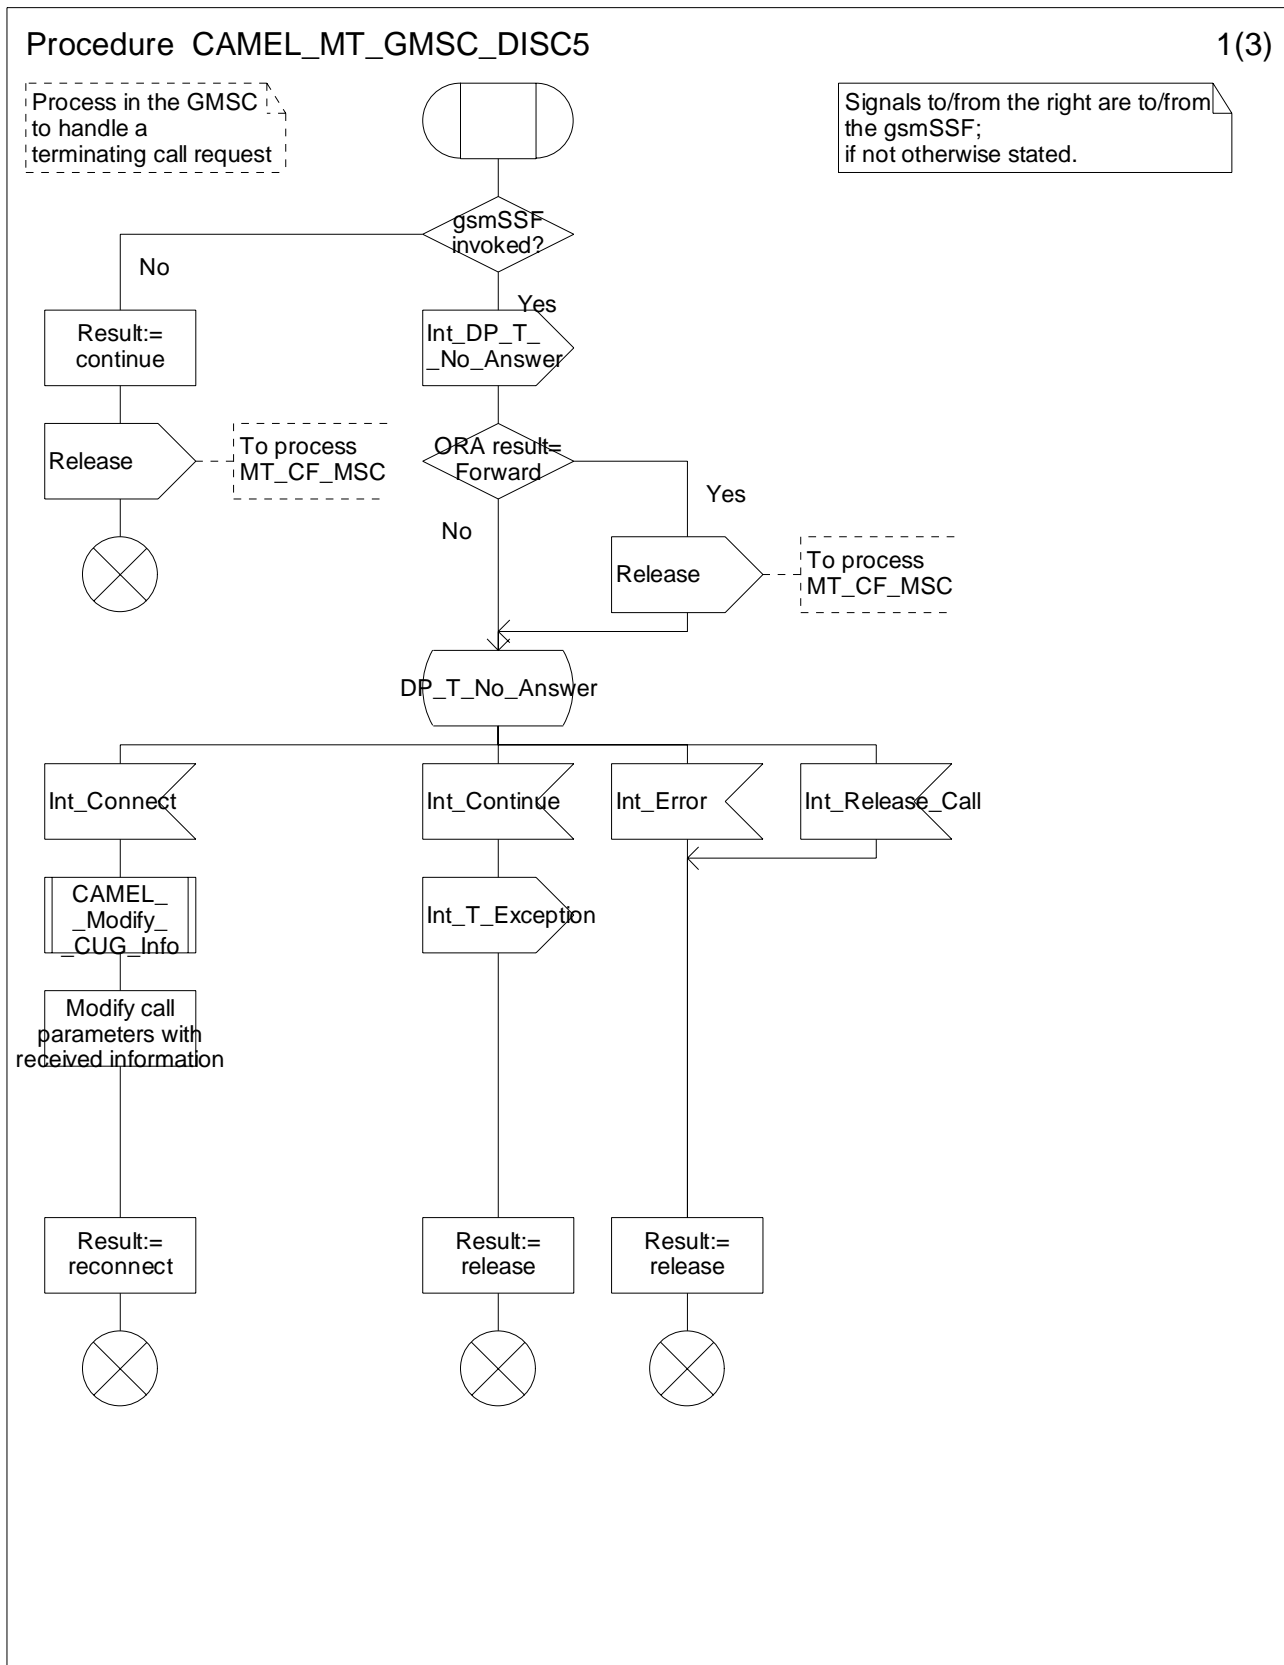 Procedure CAMEL_MT_GMSC_DISC5
1(3)
Process in the GMSC
to handle a
terminating call request
Signals to/from the right are to/from
the gsmSSF;
if not otherwise stated.
gsmSSF
invoked?
No
Yes
Result:=
continue
Int_DP_T_
_No_Answer
Release
To process
MT_CF_MSC
ORA result=
Forward
Yes
No
Release
To process
MT_CF_MSC
DP_T_No_Answer
Int_Connect
Int_Continue
Int_Error
Int_Release_Call
CAMEL_
_Modify_
_CUG_Info
Int_T_Exception
Modify call
parameters with
received information
Result:=
reconnect
Result:=
release
Result:=
release